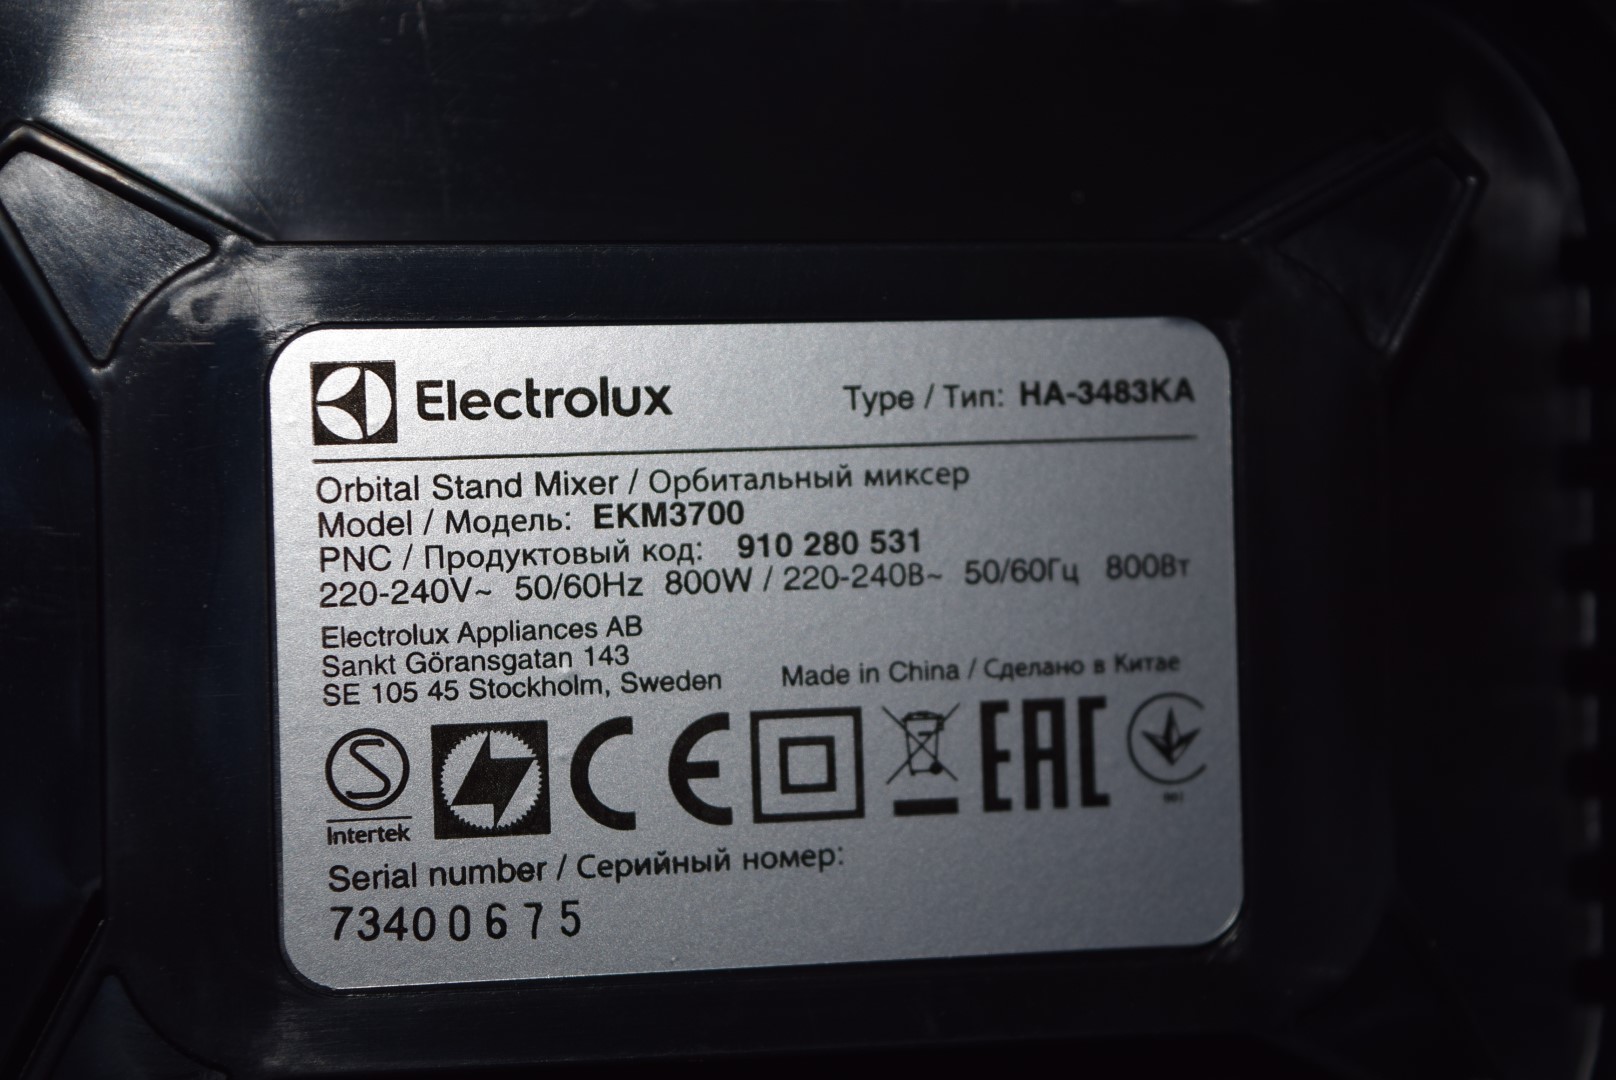 Electrolux
Type / Тип: HA-3483KA
Orbital Stand Mixer / Орбитальный миксер
Model / Модель: EKM3700
PNC / Продуктовый код: 910 280 531
220-240V~ 50/60Hz 800W / 220-240В~ 50/60Гц 800Вт
Electrolux Appliances AB
Sankt Göransgatan 143
SE 105 45 Stockholm, Sweden
Made in China / Сделано в Китае
S
Intertek
CE
EAC
Serial number / Серийный номер:
73400675